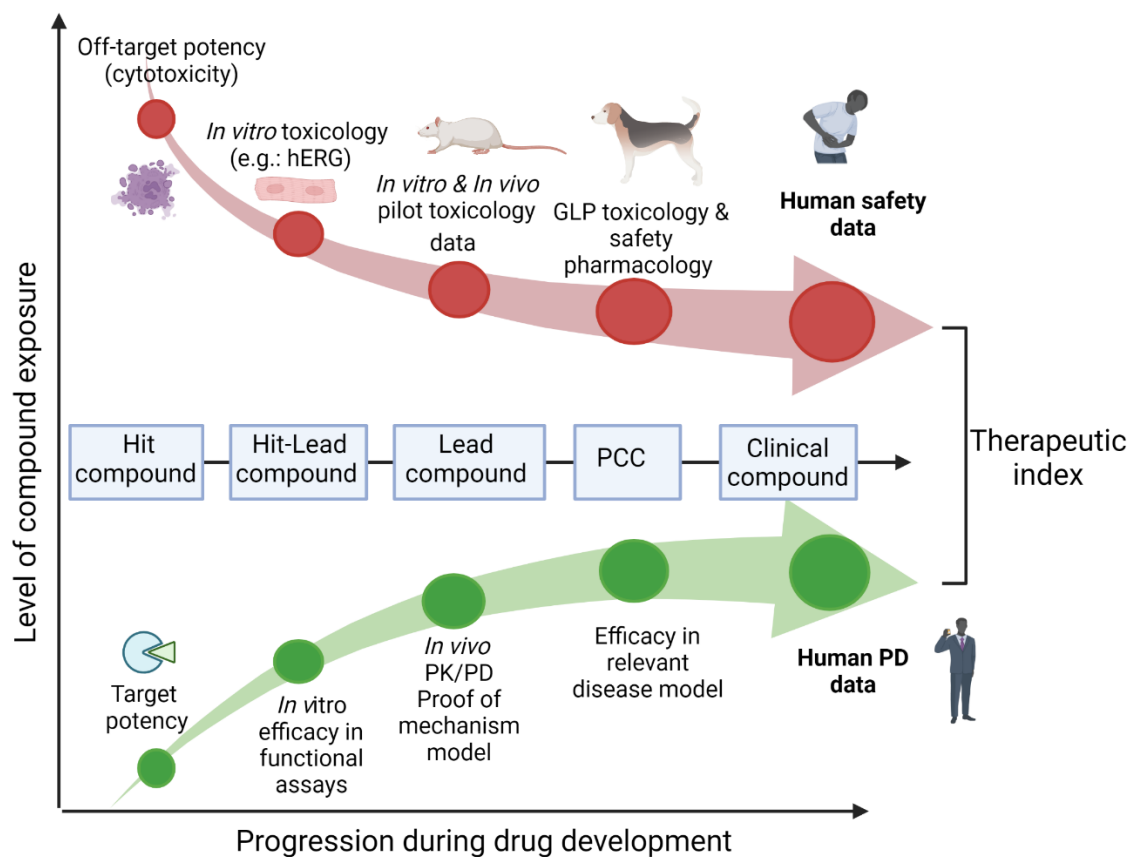 Off-target potency
(cytotoxicity)
In vitro toxicology
(e.g.: hERG)
In vitro & In vivo
pilot toxicology
data
GLP toxicology &
safety
pharmacology
Human safety
data
Level of compound exposure
Hit
compound
Hit-Lead
compound
Lead
compound
PCC
Clinical
compound
Therapeutic
index
Target
potency
In vitro
efficacy in
functional
assays
In vivo
PK/PD
Proof of
mechanism
model
Efficacy in
relevant
disease model
Human PD
data
Progression during drug development